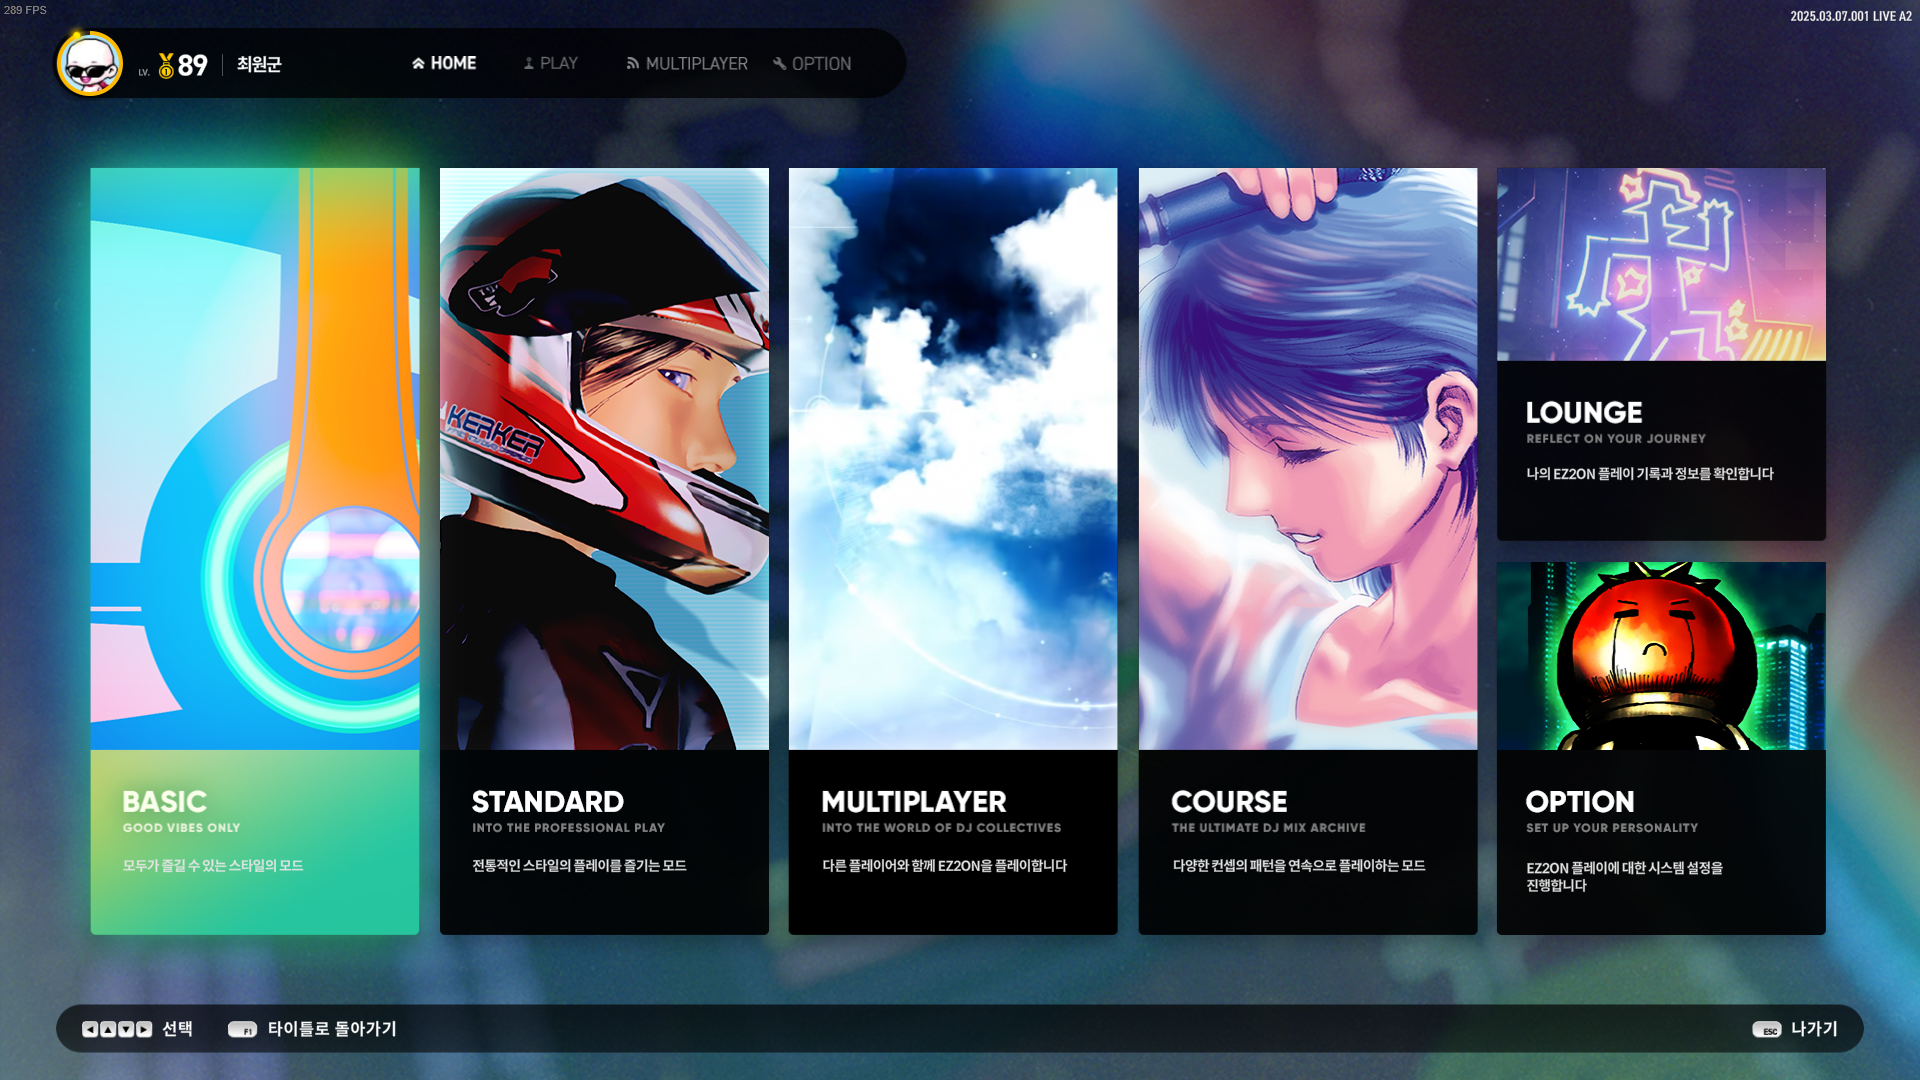 289 FPS
2025.03.07.001 LIVE A2
LV. 89 최원군
HOME PLAY MULTIPLAYER OPTION
KERKER
BASIC
GOOD VIBES ONLY
모두가 즐길 수 있는 스타일의 모드
STANDARD
INTO THE PROFESSIONAL PLAY
전통적인 스타일의 플레이를 즐기는 모드
MULTIPLAYER
INTO THE WORLD OF DJ COLLECTIVES
다른 플레이어와 함께 EZ2ON을 플레이합니다
COURSE
THE ULTIMATE DJ MIX ARCHIVE
다양한 컨셉의 패턴을 연속으로 플레이하는 모드
LOUNGE
REFLECT ON YOUR JOURNEY
나의 EZ2ON 플레이 기록과 정보를 확인합니다
OPTION
SET UP YOUR PERSONALITY
EZ2ON 플레이에 대한 시스템 설정을
진행합니다
선택
F1 타이틀로 돌아가기
ESC 나가기